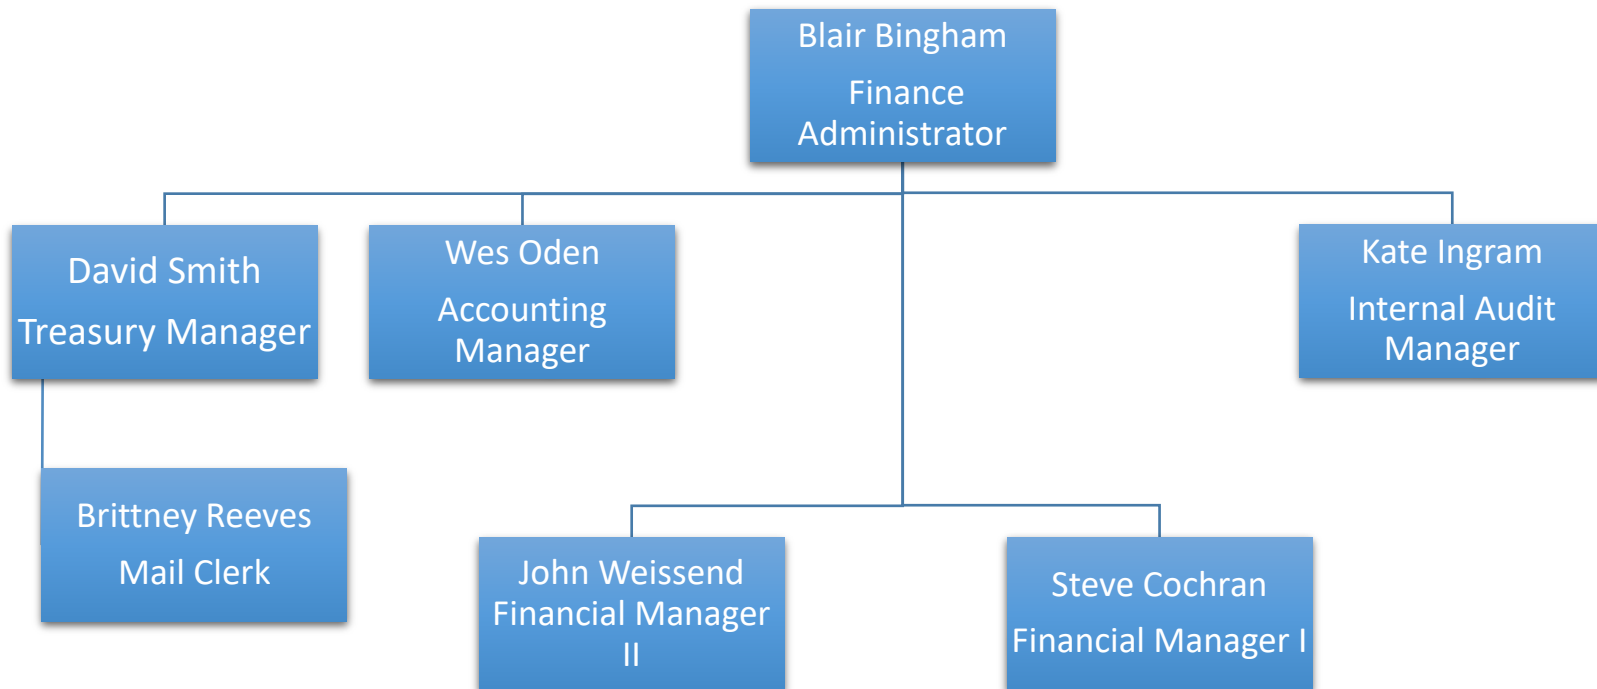 Blair Bingham
Finance
Administrator
David Smith
Treasury Manager
Wes Oden
Accounting
Manager
Kate Ingram
Internal Audit
Manager
Brittney Reeves
Mail Clerk
John Weissend
Financial Manager
II
Steve Cochran
Financial Manager I